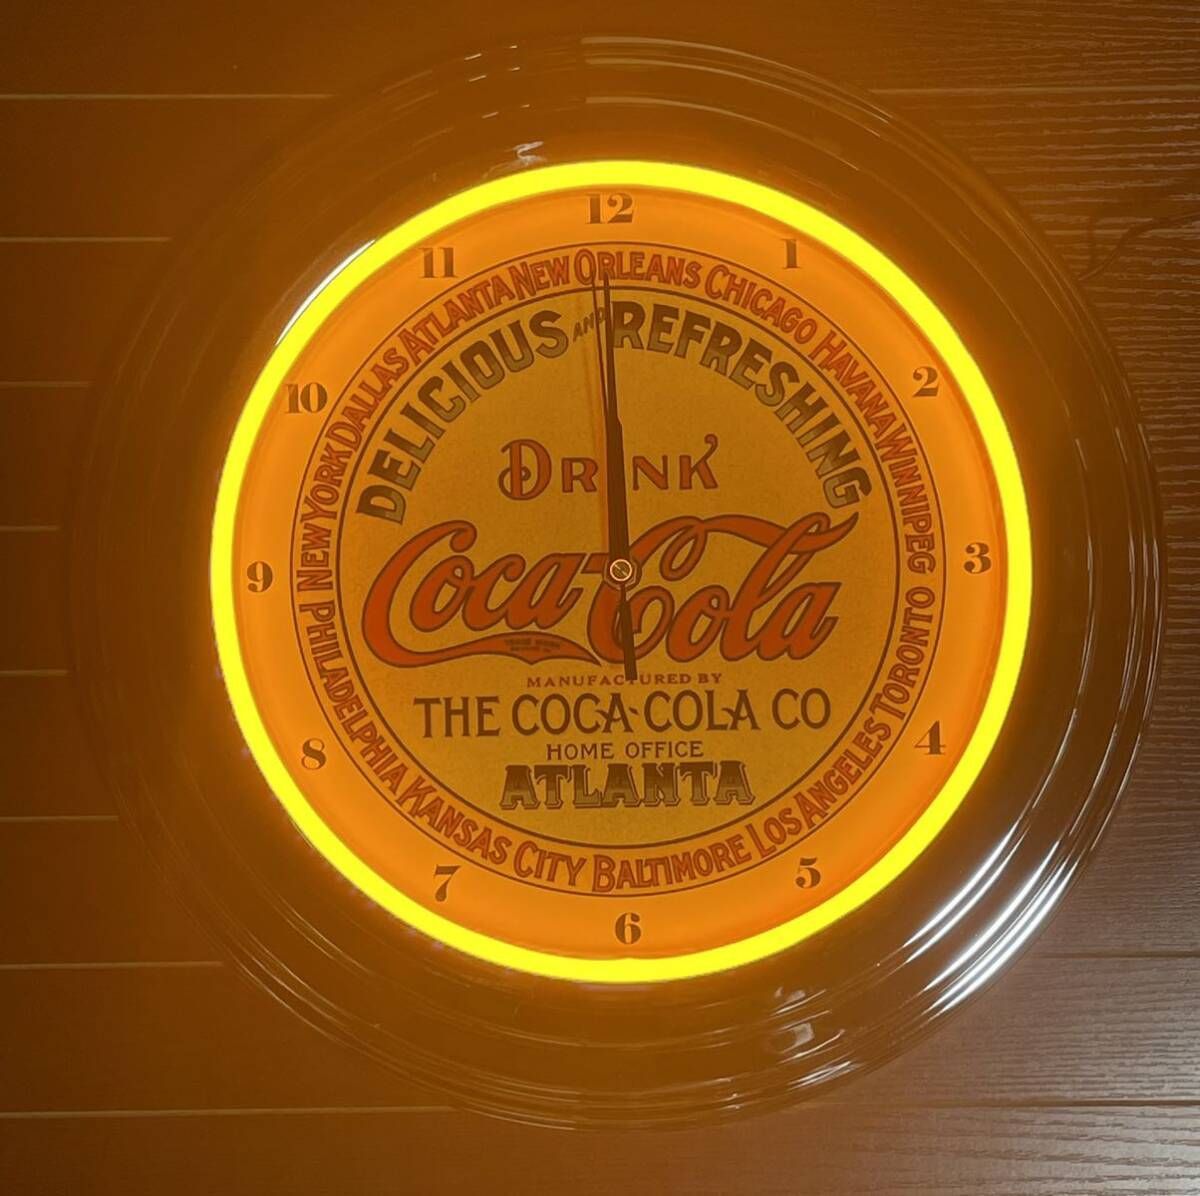 12
1
2
3
4
5
6
7
8
9
10
11
NEW ORLEANS CHICAGO HAVANA WINNIPEG TORONTO LOS ANGELES BALTIMORE KANSAS CITY PHILADELPHIA NEW YORK DALLAS ATLANTA
DELICIOUS AND REFRESHING
DRINK
Coca-Cola
MANUFACTURED BY
THE COCA-COLA CO
HOME OFFICE
ATLANTA